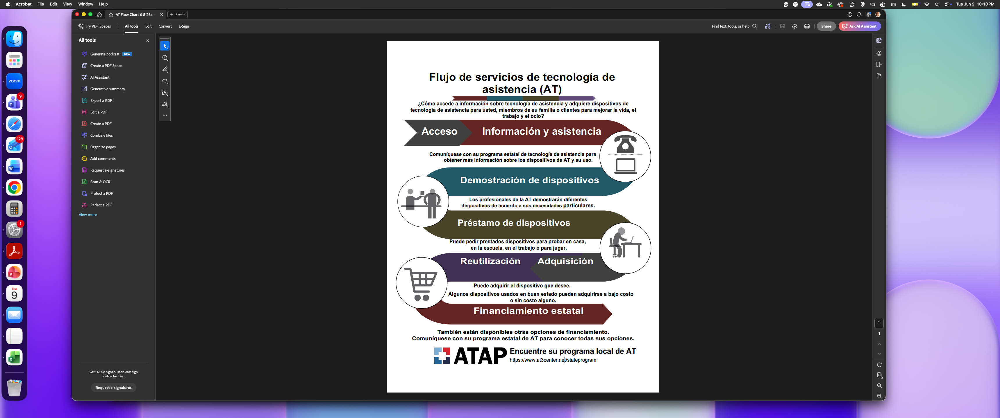 Acrobat File Edit View Window Help
Tue Jun 9 10:10 PM
AT Flow Chart 6-8-26a...
Create
Try PDF Spaces
All tools Edit Convert E-Sign
Find text, tools, or help
Share
Ask AI Assistant
All tools
Generate podcast NEW
Create a PDF Space
AI Assistant
Generative summary
Export a PDF
Edit a PDF
Create a PDF
Combine files
Organize pages
Add comments
Request e-signatures
Scan & OCR
Protect a PDF
Redact a PDF
View more
Get PDFs e-signed. Recipients sign
online for free.
Request e-signatures
zoom
9
128
1
Tue
9
Flujo de servicios de tecnología de
asistencia (AT)
¿Cómo accede a información sobre tecnología de asistencia y adquiere dispositivos de
tecnología de asistencia para usted, miembros de su familia o clientes para mejorar la vida, el
trabajo y el ocio?
Acceso
Información y asistencia
Comuníquese con su programa estatal de tecnología de asistencia para
obtener más información sobre los dispositivos de AT y su uso.
Demostración de dispositivos
Los profesionales de la AT demostrarán diferentes
dispositivos de acuerdo a sus necesidades particulares.
Préstamo de dispositivos
Puede pedir prestados dispositivos para probar en casa,
en la escuela, en el trabajo o para jugar.
Reutilización
Adquisición
Puede adquirir el dispositivo que desee.
Algunos dispositivos usados en buen estado pueden adquirirse a bajo costo
o sin costo alguno.
Financiamiento estatal
También están disponibles otras opciones de financiamiento.
Comuníquese con su programa estatal de AT para conocer todas sus opciones.
ATAP
Encuentre su programa local de AT
https://www.at3center.net/stateprogram
1
1